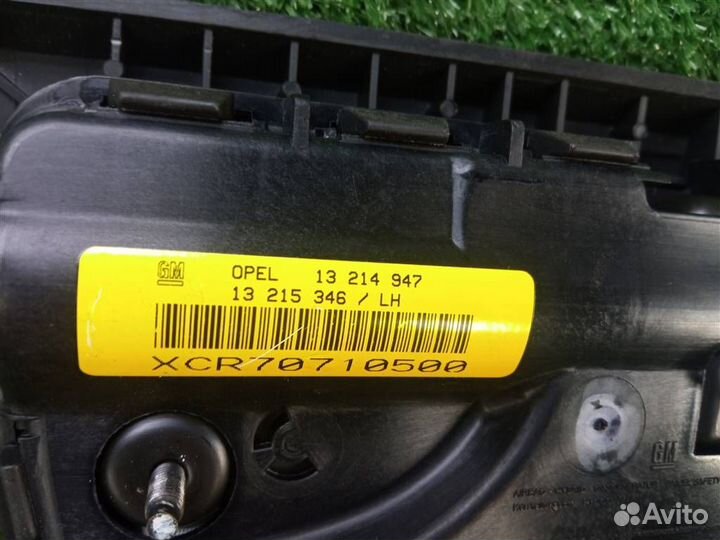 GM OPEL 13 214 947
13 215 346 / LH
XCR70710500
GM
Avito